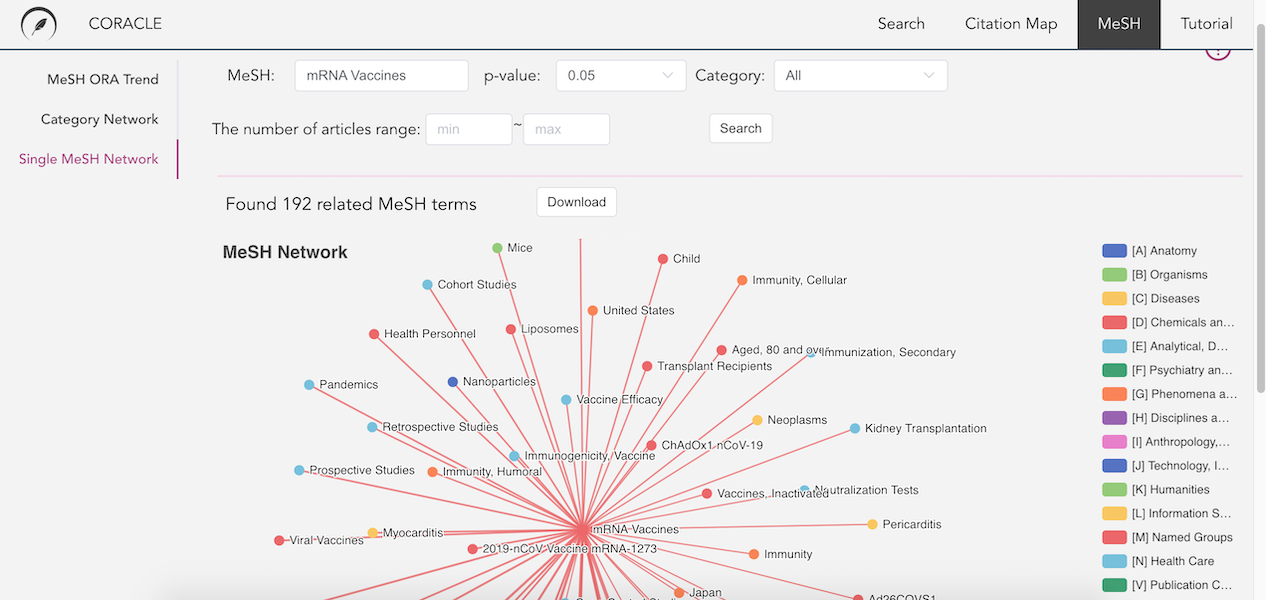 CORACLE
Search
Citation Map
MeSH
Tutorial
MeSH ORA Trend
Category Network
Single MeSH Network
MeSH: mRNA Vaccines p-value: 0.05 Category: All
The number of articles range: min ~ max Search
Found 192 related MeSH terms Download
MeSH Network
Mice
Child
Cohort Studies
Immunity, Cellular
United States
Health Personnel
Liposomes
Aged, 80 and over
Immunization, Secondary
Transplant Recipients
Pandemics
Nanoparticles
Vaccine Efficacy
Retrospective Studies
Neoplasms
Kidney Transplantation
ChAdOx1 nCoV-19
Immunogenicity, Vaccine
Prospective Studies
Immunity, Humoral
Vaccines, Inactivated
Neutralization Tests
Pericarditis
Myocarditis
mRNA Vaccines
Viral Vaccines
2019-nCoV Vaccine mRNA-1273
Immunity
Japan
Ad26COVS1
[A] Anatomy
[B] Organisms
[C] Diseases
[D] Chemicals an...
[E] Analytical, D...
[F] Psychiatry an...
[G] Phenomena a...
[H] Disciplines a...
[I] Anthropology,...
[J] Technology, I...
[K] Humanities
[L] Information S...
[M] Named Groups
[N] Health Care
[V] Publication C...